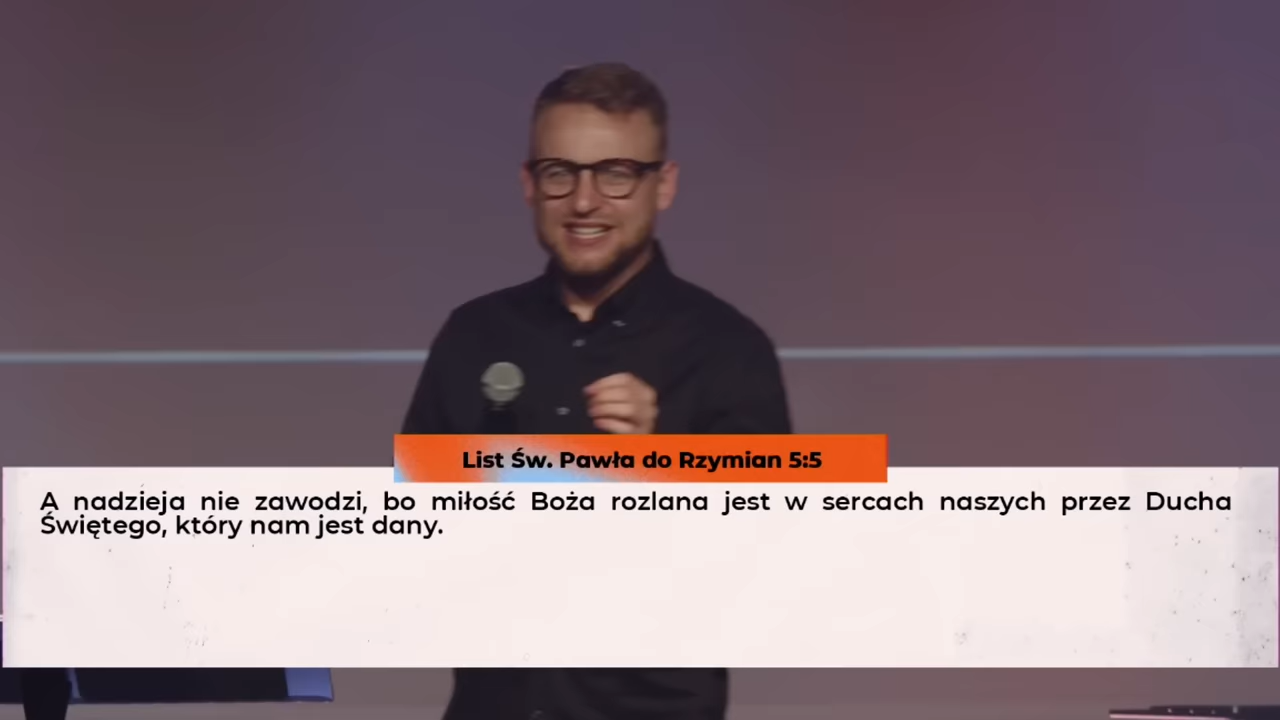 List Św. Pawła do Rzymian 5:5
A nadzieja nie zawodzi, bo miłość Boża rozlana jest w sercach naszych przez Ducha
Świętego, który nam jest dany.